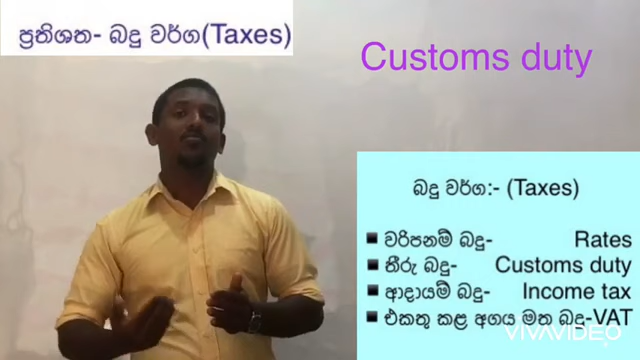 ප්‍රතිශත- බදු වර්ග(Taxes)
Customs duty
බදු වර්ග:- (Taxes)
▪ වරිපනම් බදු- Rates
▪ තීරු බදු- Customs duty
▪ ආදායම් බදු- Income tax
▪ එකතු කළ අගය මත බදු-VAT
VIVAVIDEO